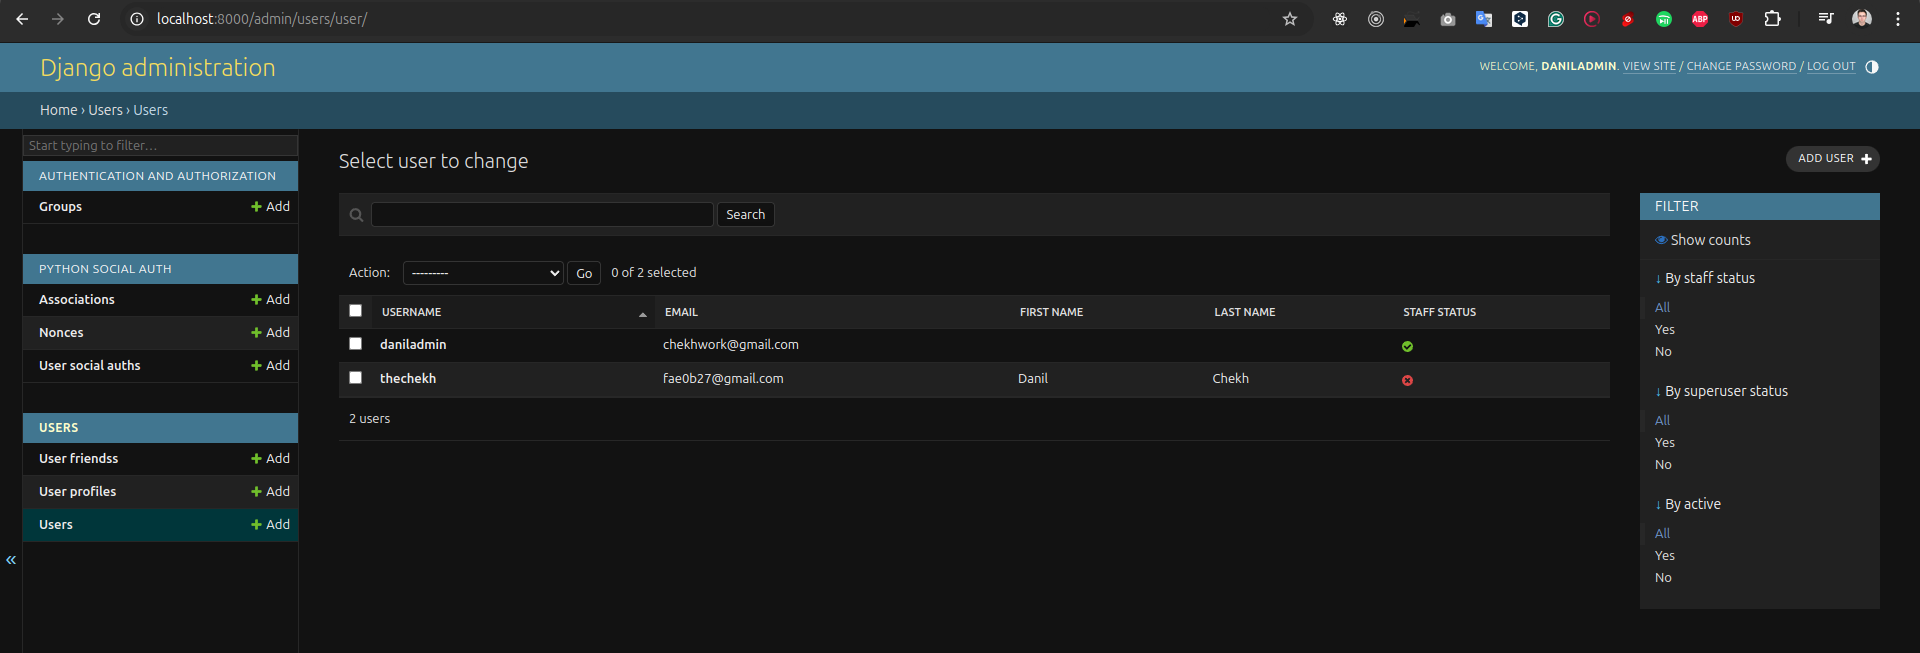 localhost:8000/admin/users/user/
Django administration
WELCOME, DANILADMIN. VIEW SITE / CHANGE PASSWORD / LOG OUT
Home › Users › Users
Start typing to filter...
AUTHENTICATION AND AUTHORIZATION
Groups + Add
PYTHON SOCIAL AUTH
Associations + Add
Nonces + Add
User social auths + Add
USERS
User friendss + Add
User profiles + Add
Users + Add
«
Select user to change
ADD USER +
Search
Action: --------- Go 0 of 2 selected
USERNAME EMAIL FIRST NAME LAST NAME STAFF STATUS
daniladmin chekhwork@gmail.com
thechekh fae0b27@gmail.com Danil Chekh
2 users
FILTER
Show counts
↓ By staff status
All
Yes
No
↓ By superuser status
All
Yes
No
↓ By active
All
Yes
No